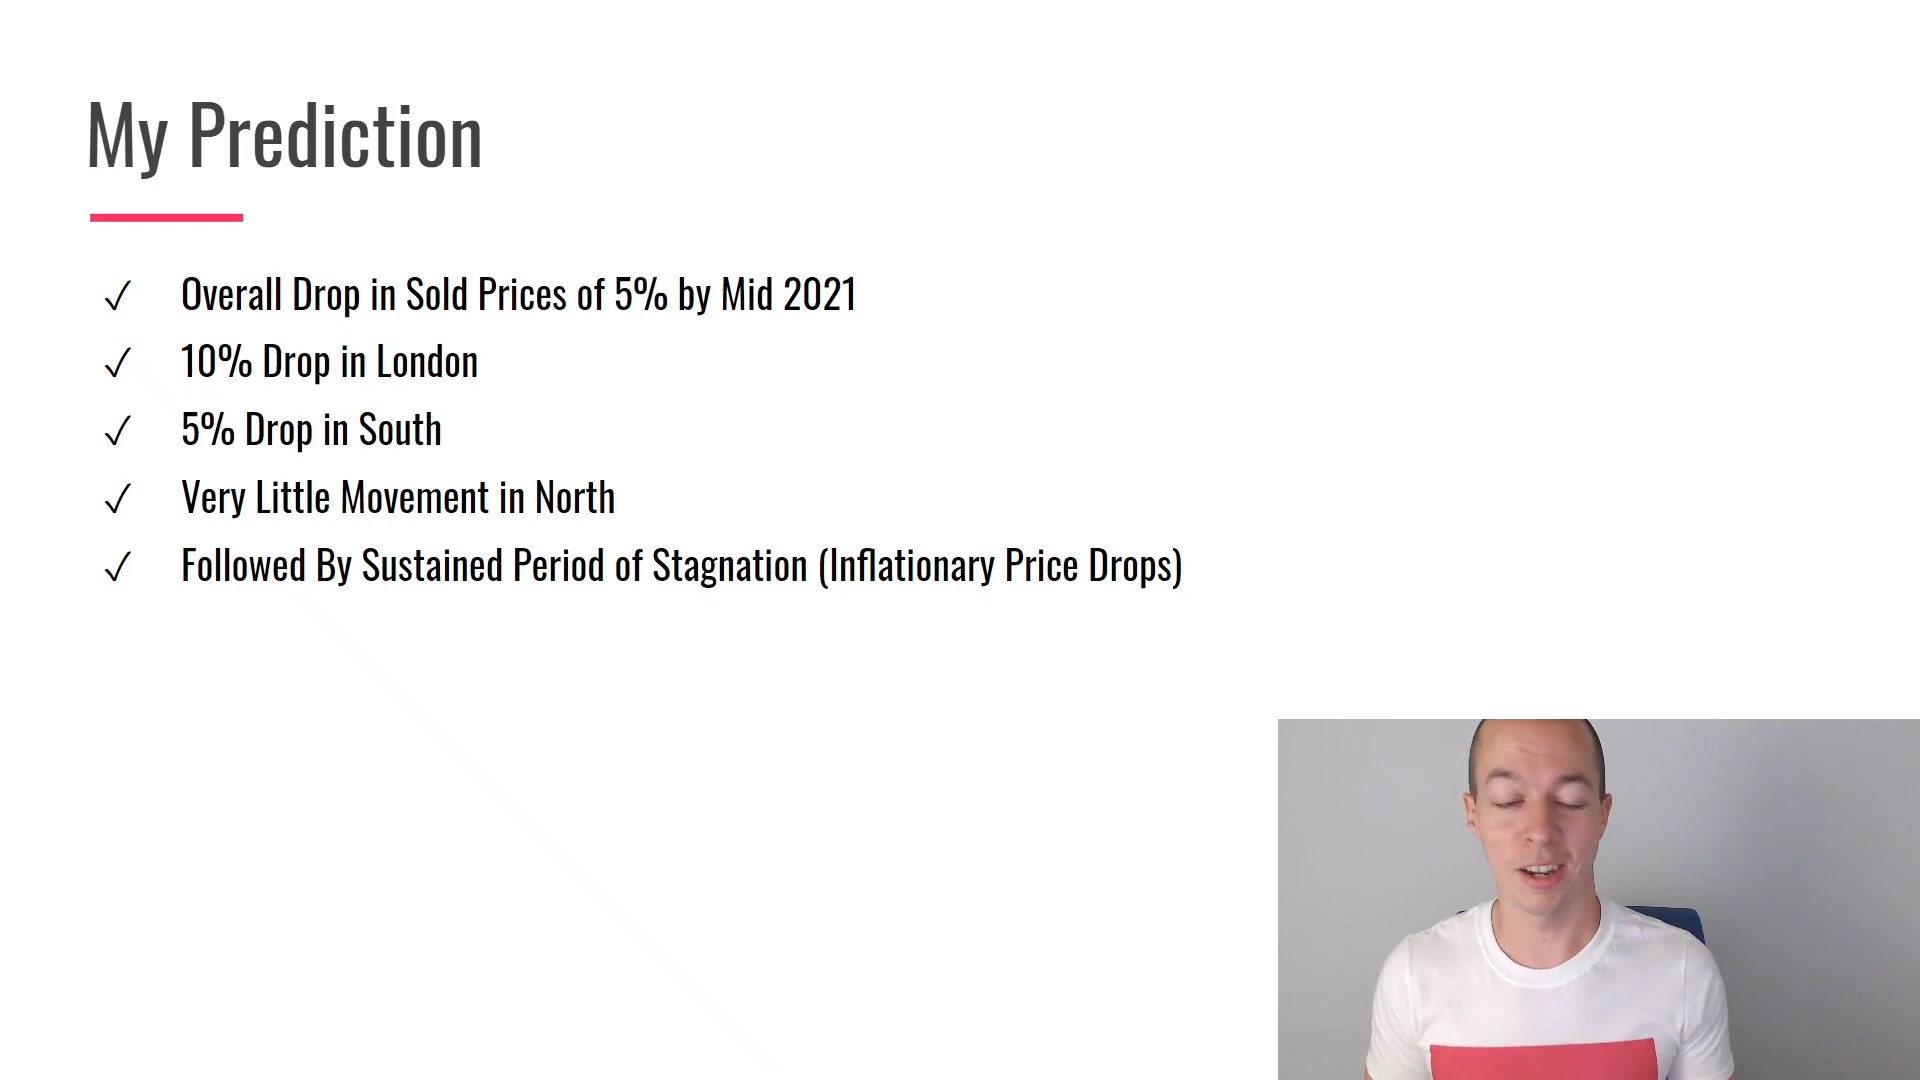 My Prediction
✓ Overall Drop in Sold Prices of 5% by Mid 2021
✓ 10% Drop in London
✓ 5% Drop in South
✓ Very Little Movement in North
✓ Followed By Sustained Period of Stagnation (Inflationary Price Drops)